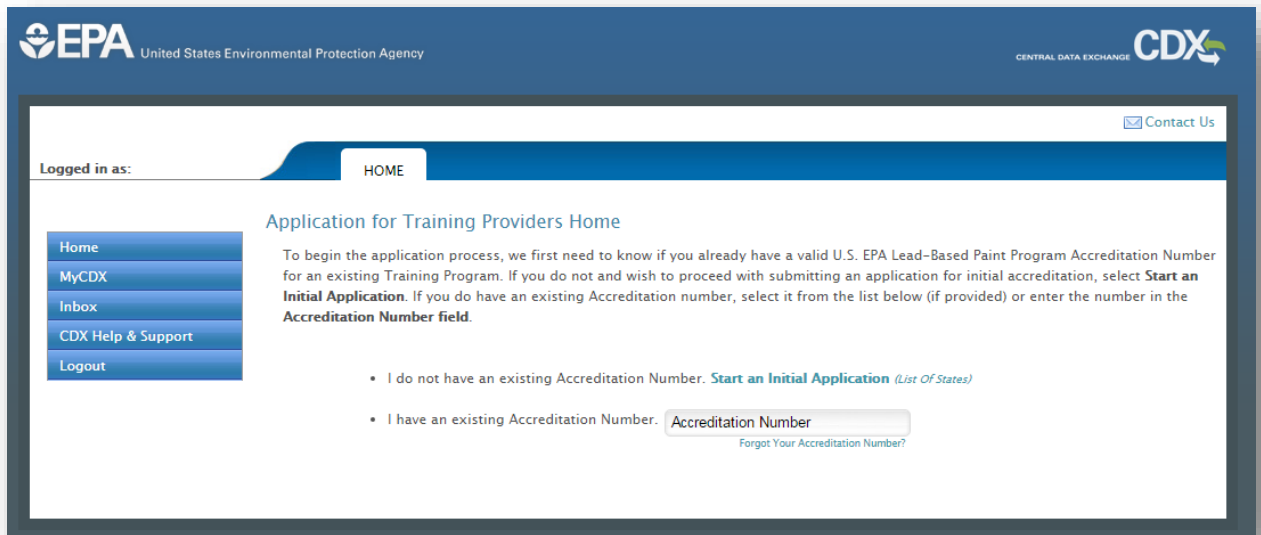 EPA United States Environmental Protection Agency
CENTRAL DATA EXCHANGE CDX
Contact Us
Logged in as:
HOME
Home
MyCDX
Inbox
CDX Help & Support
Logout
Application for Training Providers Home
To begin the application process, we first need to know if you already have a valid U.S. EPA Lead-Based Paint Program Accreditation Number
for an existing Training Program. If you do not and wish to proceed with submitting an application for initial accreditation, select Start an
Initial Application. If you do have an existing Accreditation number, select it from the list below (if provided) or enter the number in the
Accreditation Number field.
• I do not have an existing Accreditation Number. Start an Initial Application (List Of States)
• I have an existing Accreditation Number. Accreditation Number
Forgot Your Accreditation Number?